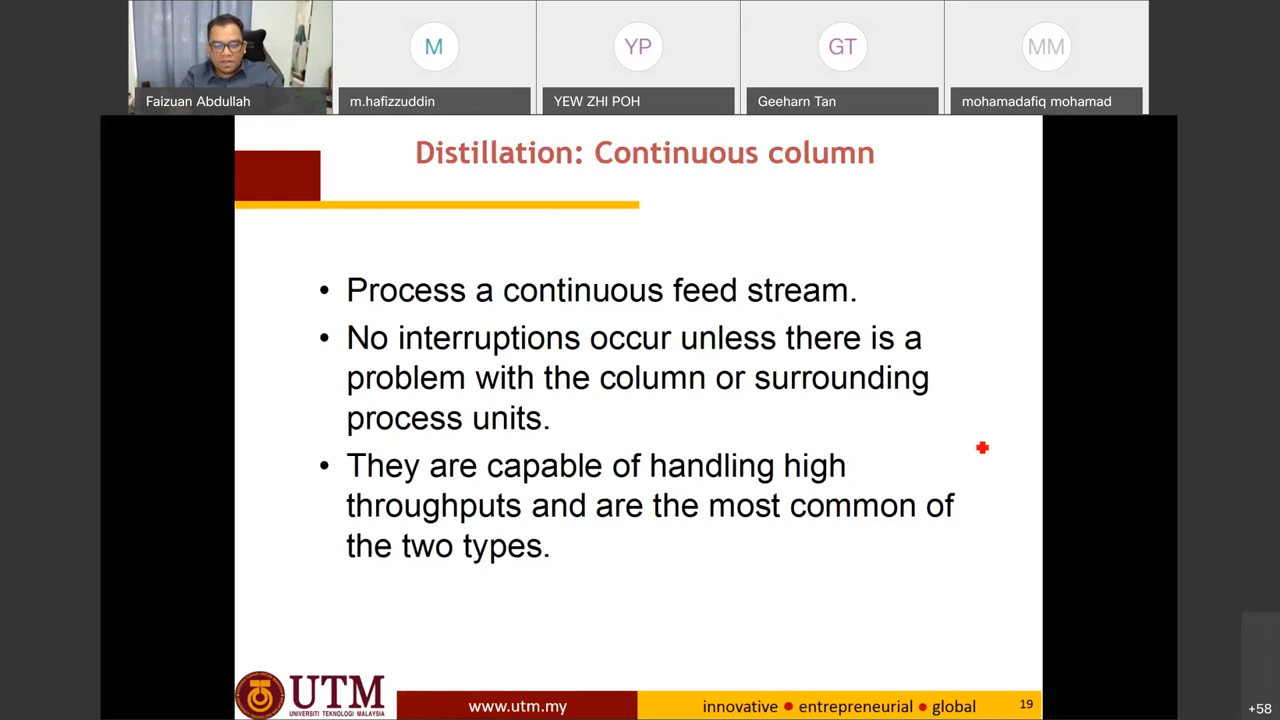 M
YP
GT
MM
Faizuan Abdullah
m.hafizzuddin
YEW ZHI POH
Geeharn Tan
mohamadafiq mohamad
Distillation: Continuous column
• Process a continuous feed stream.
• No interruptions occur unless there is a
problem with the column or surrounding
process units.
• They are capable of handling high
throughputs and are the most common of
the two types.
UTM
UNIVERSITI TEKNOLOGI MALAYSIA
www.utm.my
innovative ● entrepreneurial ● global
19
+58